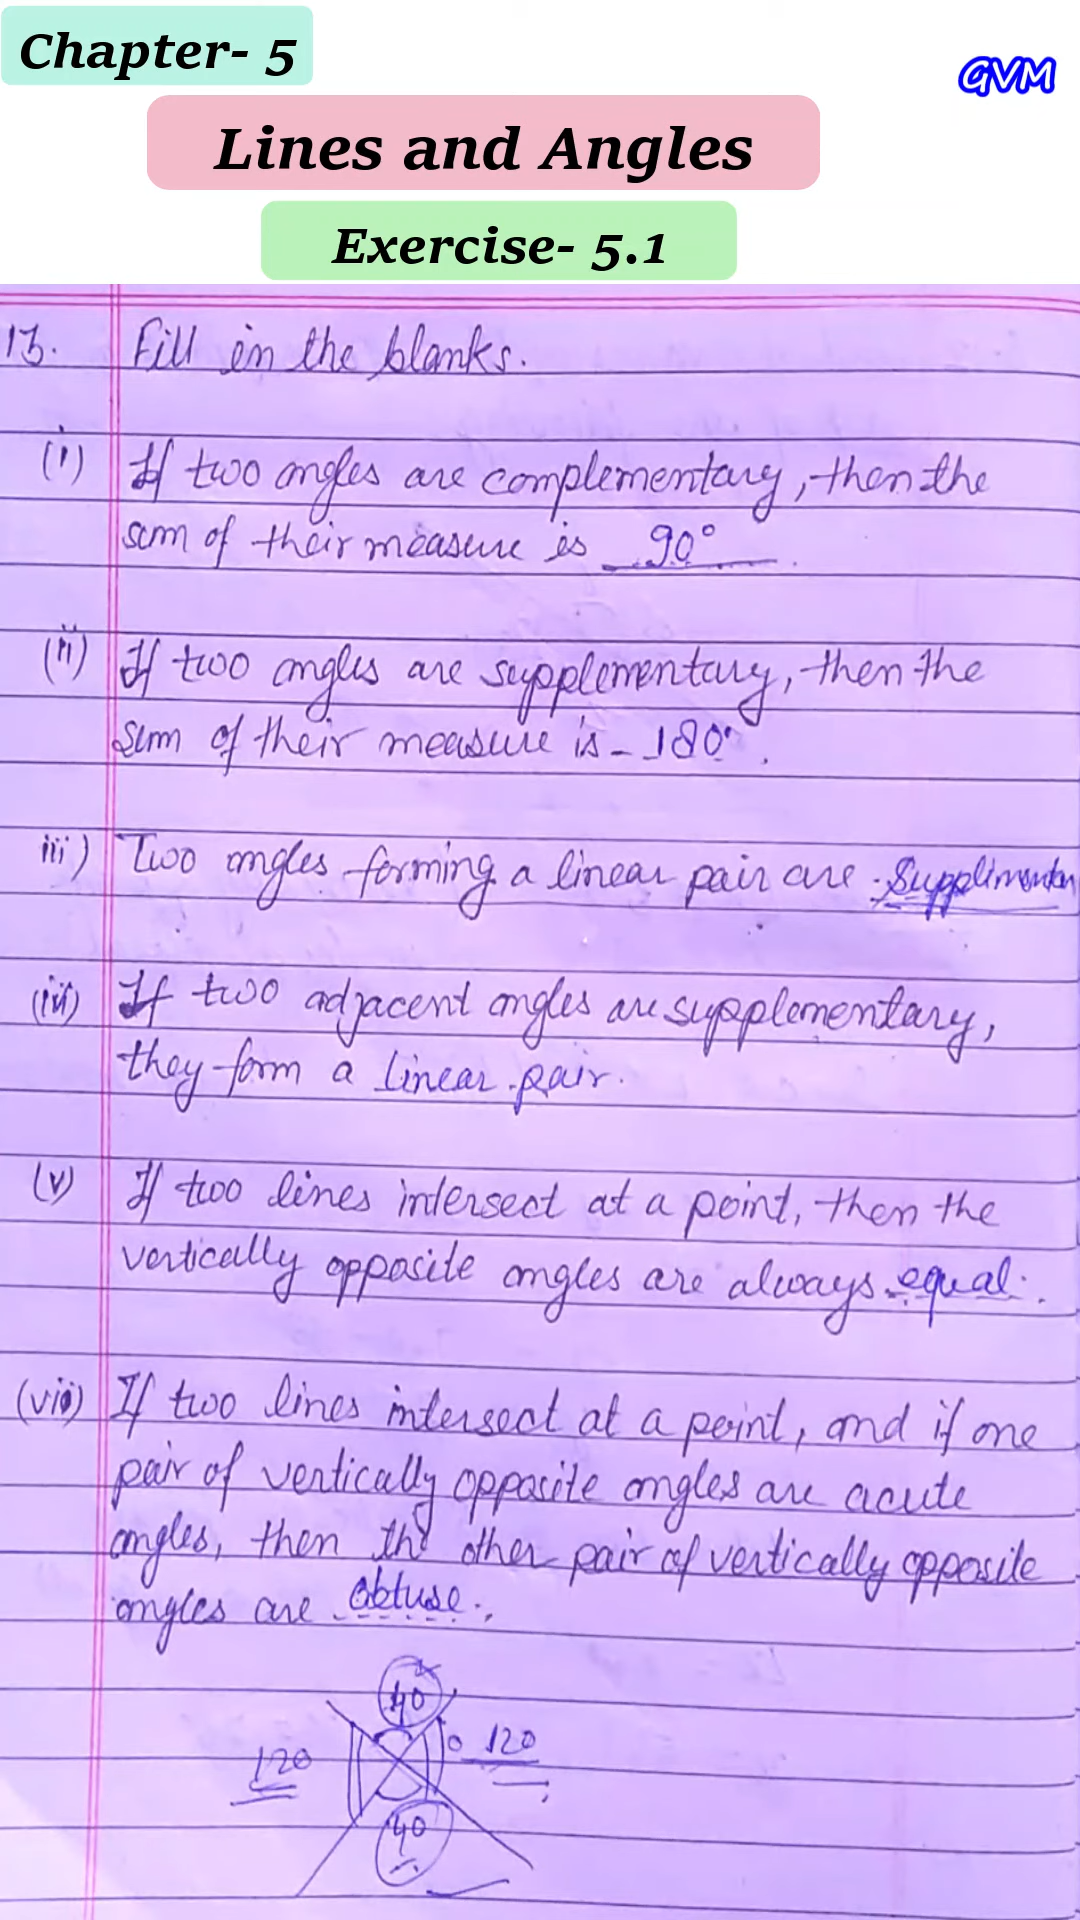 Chapter- 5
GVM
Lines and Angles
Exercise- 5.1
13. Fill in the blanks.
(i) If two angles are complementary, then the
sum of their measure is 90°
(ii) If two angles are supplementary, then the
sum of their measure is - 180°.
iii) Two angles forming a linear pair are Supplimentary
(iv) If two adjacent angles are supplementary,
they form a Linear pair.
(v) If two lines intersect at a point, then the
vertically opposite angles are always equal.
(vii) If two lines intersect at a point, and if one
pair of vertically opposite angles are acute
angles, then the other pair of vertically opposite
angles are obtuse.
40
120 120
40